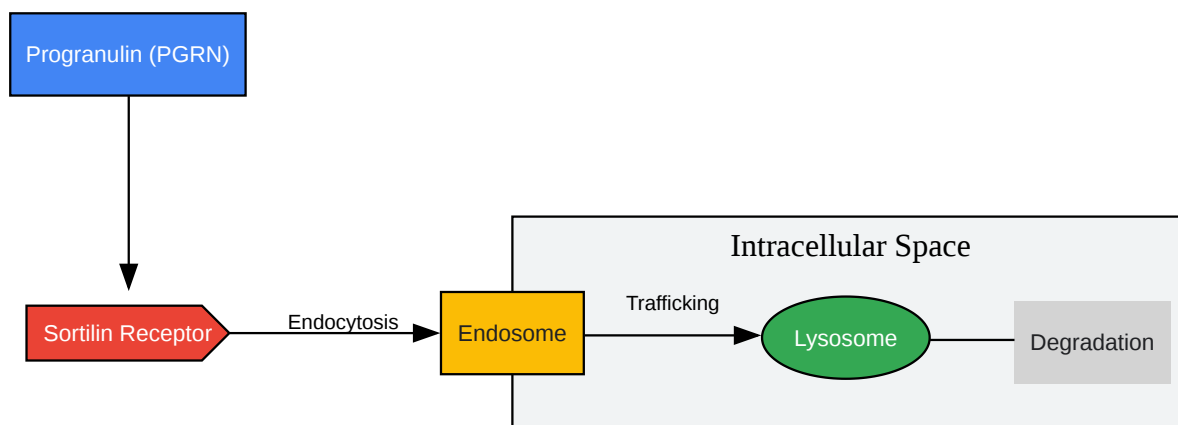 Progranulin (PGRN)
Intracellular Space
Trafficking
Endocytosis
Sortilin Receptor
Endosome
Lysosome
Degradation